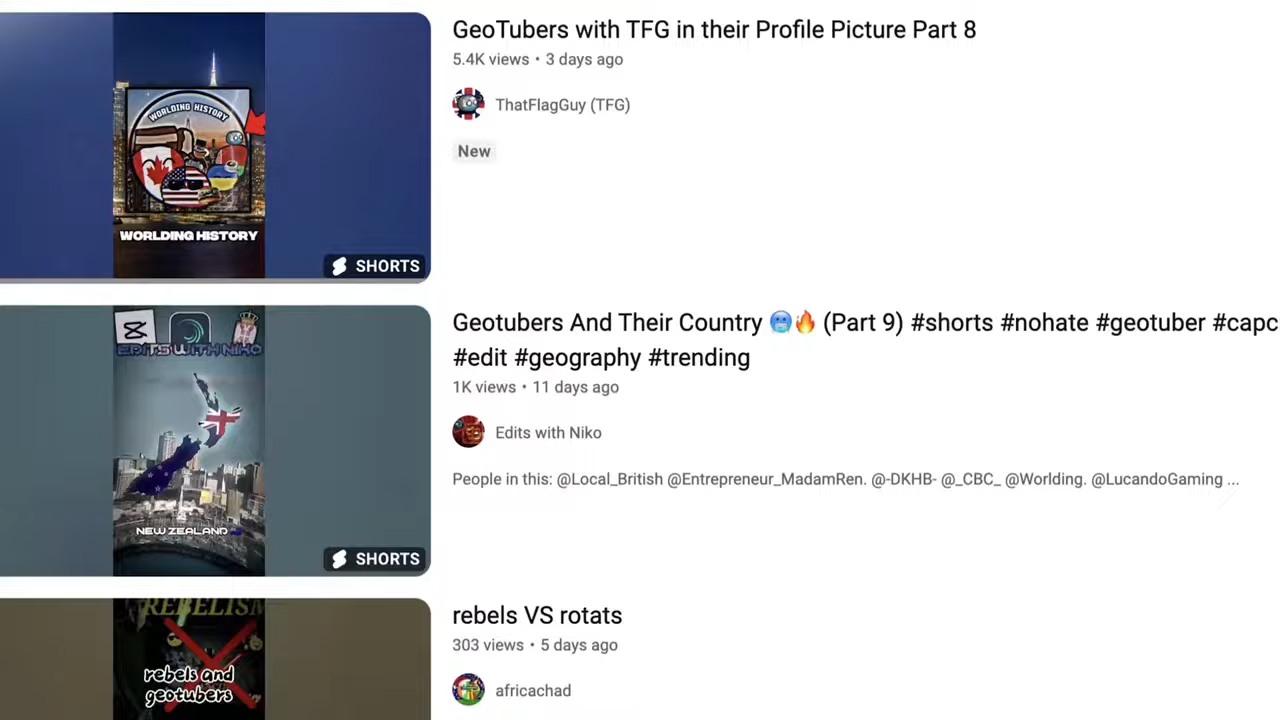 GeoTubers with TFG in their Profile Picture Part 8
5.4K views • 3 days ago
ThatFlagGuy (TFG)
New
WORLDING HISTORY
WORLDING HISTORY
SHORTS
Geotubers And Their Country 🥶🔥 (Part 9) #shorts #nohate #geotuber #capc
#edit #geography #trending
1K views • 11 days ago
Edits with Niko
People in this: @Local_British @Entrepreneur_MadamRen. @-DKHB- @_CBC_ @Worlding. @LucandoGaming ...
EDITS WITH NIKO
NEW ZEALAND
SHORTS
rebels VS rotats
303 views • 5 days ago
africachad
REBELISM
rebels and
geotubers